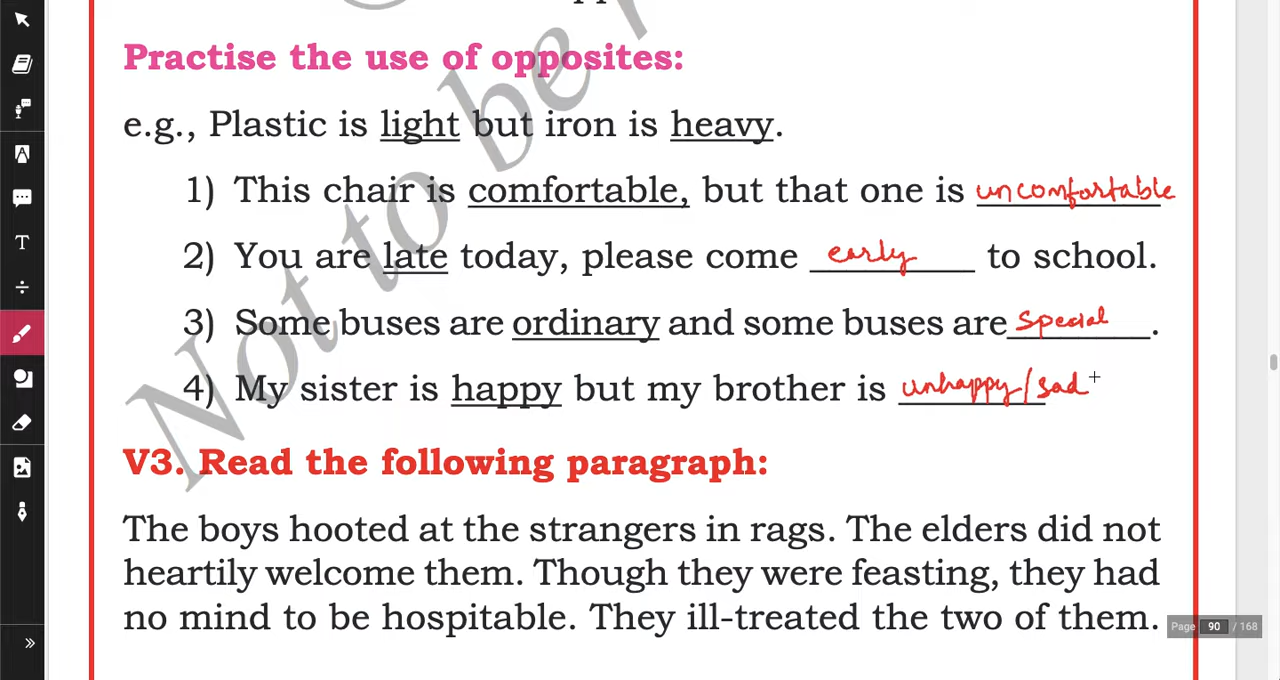 Practise the use of opposites:
e.g., Plastic is light but iron is heavy.
1) This chair is comfortable, but that one is uncomfortable
2) You are late today, please come early to school.
3) Some buses are ordinary and some buses are special.
4) My sister is happy but my brother is unhappy/sad
V3. Read the following paragraph:
The boys hooted at the strangers in rags. The elders did not
heartily welcome them. Though they were feasting, they had
no mind to be hospitable. They ill-treated the two of them.
Page 90 / 168
Not to be r